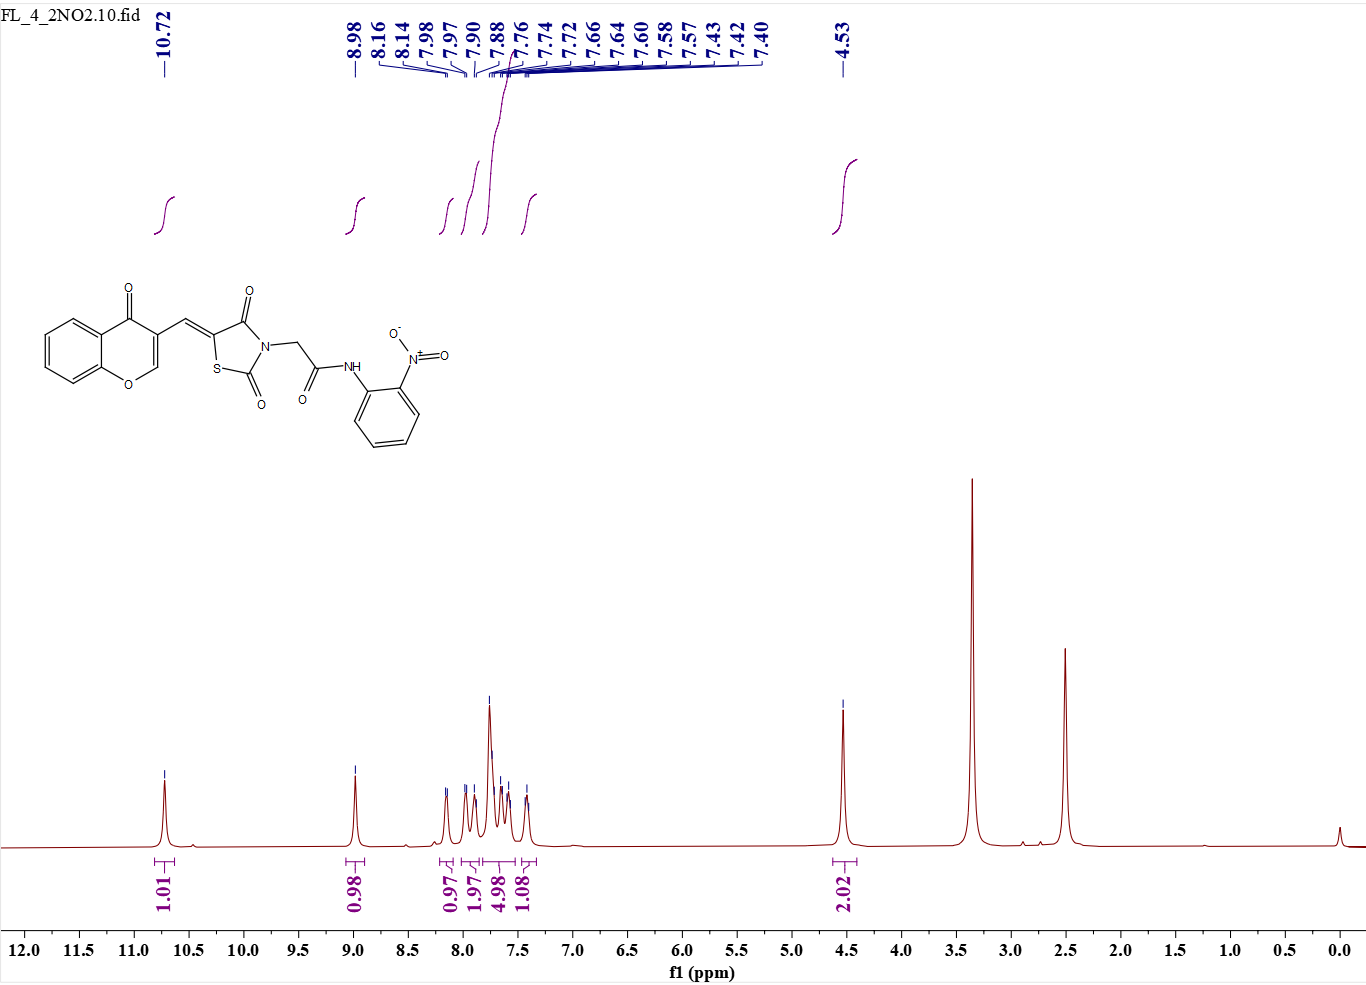 FL_4_2NO2.10.fid
10.72
8.98
8.16
8.14
7.98
7.97
7.90
7.88
7.76
7.74
7.72
7.66
7.64
7.60
7.58
7.57
7.43
7.42
7.40
4.53
O
O
O
S
N
O
O
NH
O
O-
N+
O
1.01
0.98
0.97
1.97
4.98
1.08
2.02
12.0 11.5 11.0 10.5 10.0 9.5 9.0 8.5 8.0 7.5 7.0 6.5 6.0 5.5 5.0 4.5 4.0 3.5 3.0 2.5 2.0 1.5 1.0 0.5 0.0
f1 (ppm)